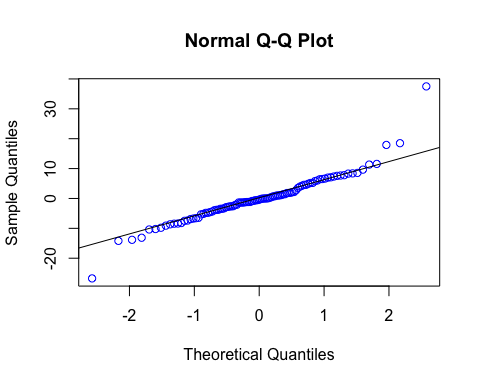 Normal Q-Q Plot
Sample Quantiles
30
10
0
-20
-2 -1 0 1 2
Theoretical Quantiles